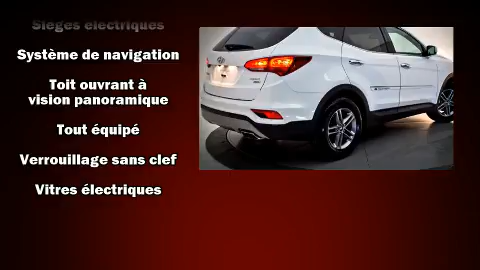 Sièges électriques
Système de navigation
Toit ouvrant à
vision panoramique
Tout équipé
Verrouillage sans clef
Vitres électriques